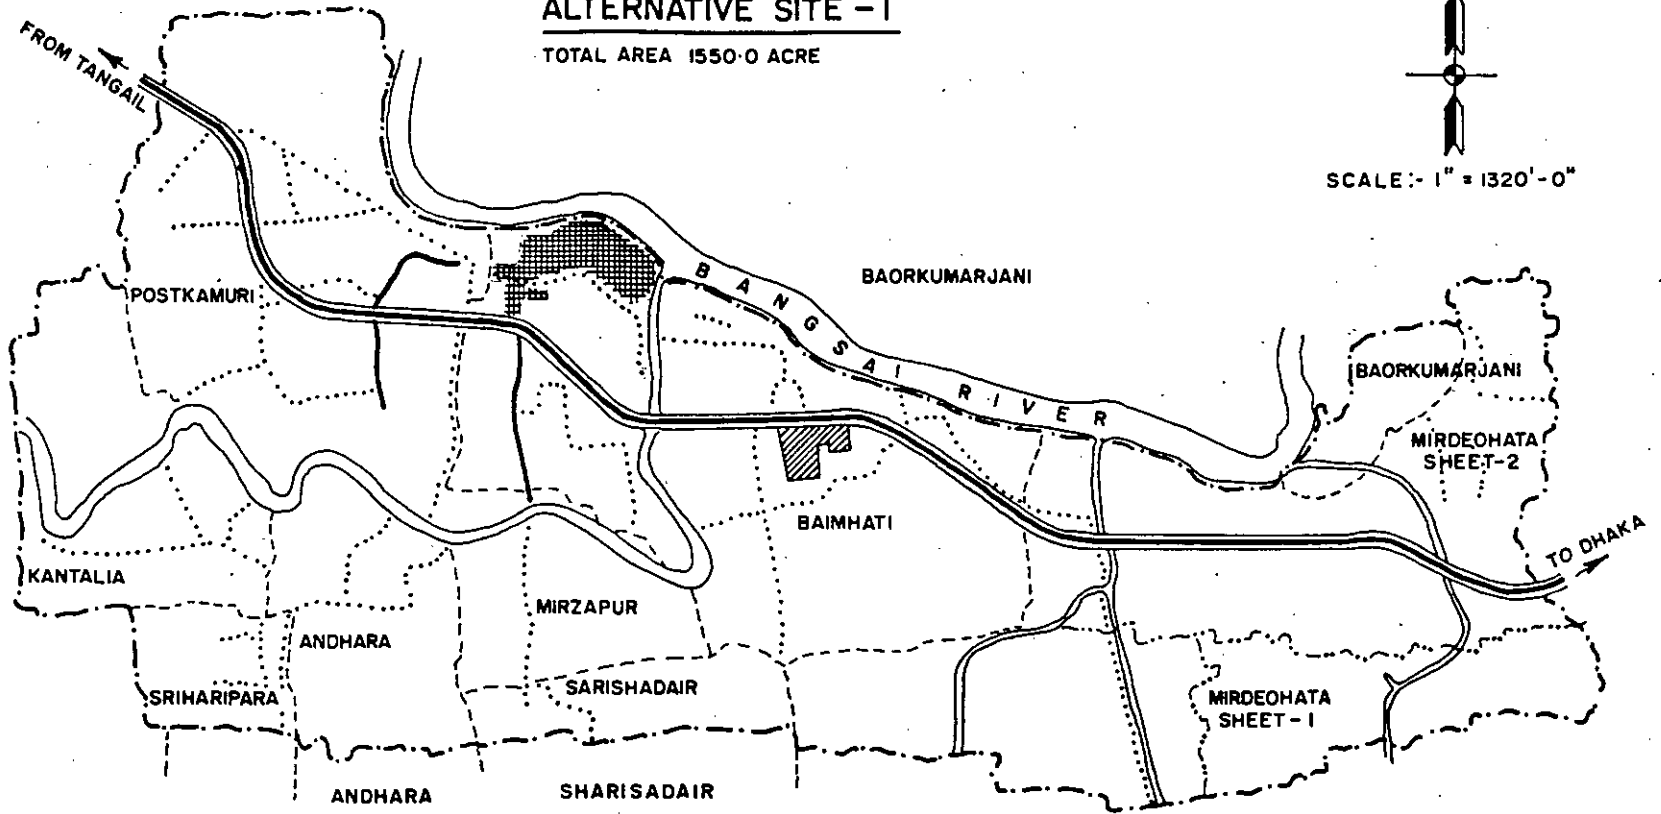 ALTERNATIVE SITE - 1
TOTAL AREA 1550·0 ACRE
FROM TANGAIL
SCALE:- 1" = 1320'-0"
BAORKUMARJANI
POSTKAMURI
BANGSAI RIVER
BAORKUMARJANI
MIRDEOHATA
SHEET-2
BAIMHATI
TO DHAKA
KANTALIA
MIRZAPUR
ANDHARA
SRIHARIPARA
SARISHADAIR
MIRDEOHATA
SHEET-1
ANDHARA
SHARISADAIR